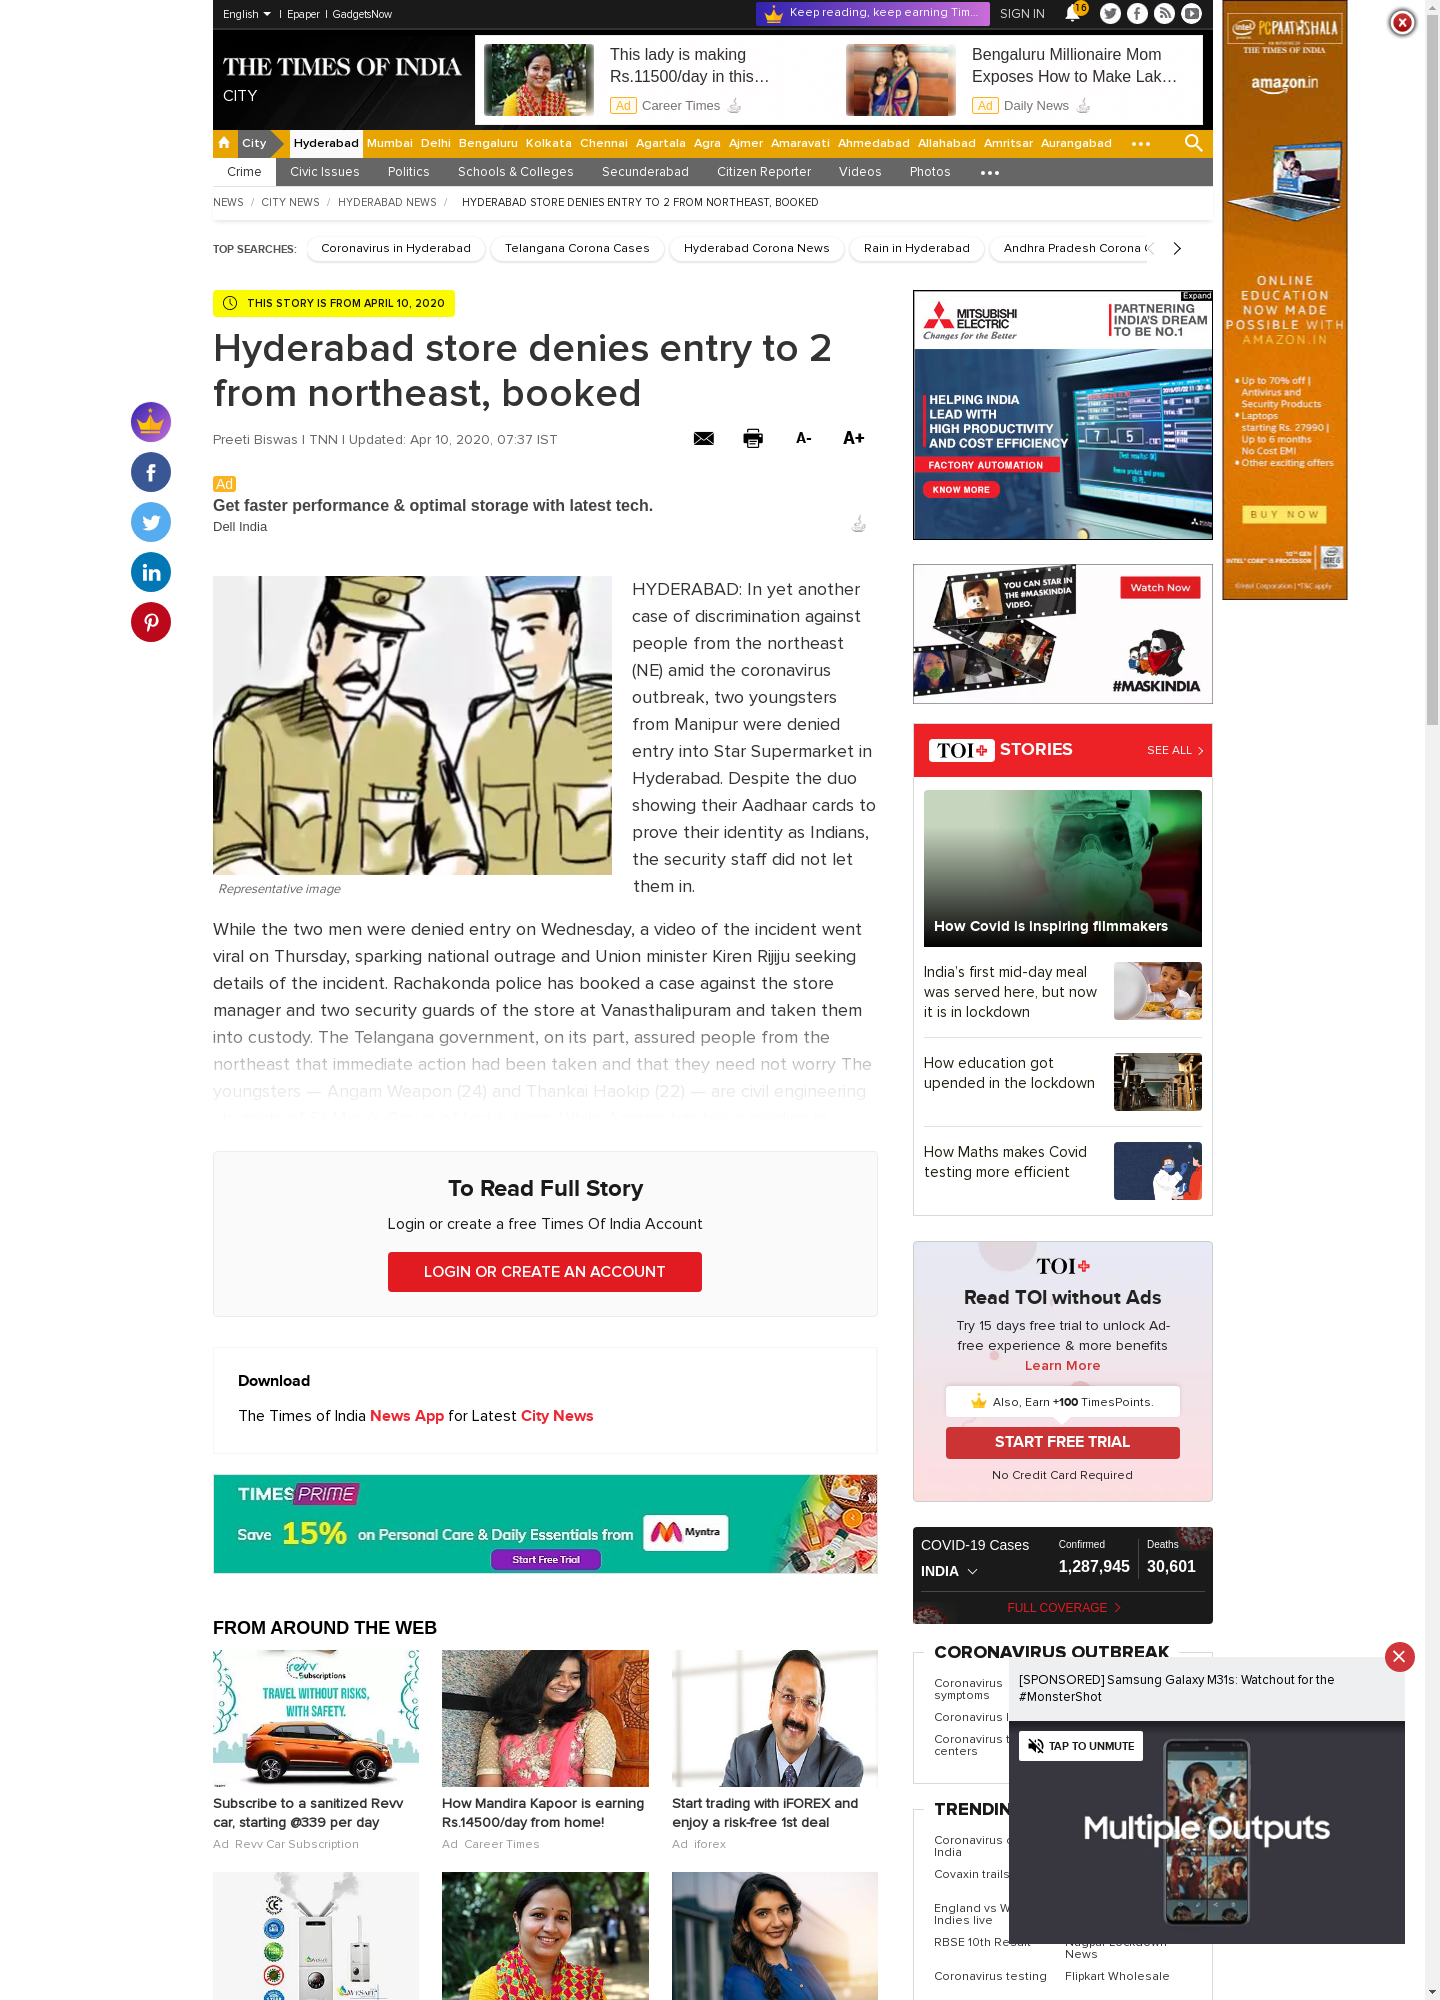 English | Epaper | GadgetsNow
Keep reading, keep earning Tim...
SIGN IN
16
THE TIMES OF INDIA
CITY
This lady is making
Rs.11500/day in this…
Ad Career Times
Bengaluru Millionaire Mom
Exposes How to Make Lak…
Ad Daily News
City Hyderabad Mumbai Delhi Bengaluru Kolkata Chennai Agartala Agra Ajmer Amaravati Ahmedabad Allahabad Amritsar Aurangabad
Crime Civic Issues Politics Schools & Colleges Secunderabad Citizen Reporter Videos Photos
NEWS / CITY NEWS / HYDERABAD NEWS / HYDERABAD STORE DENIES ENTRY TO 2 FROM NORTHEAST, BOOKED
TOP SEARCHES: Coronavirus in Hyderabad Telangana Corona Cases Hyderabad Corona News Rain in Hyderabad Andhra Pradesh Corona
THIS STORY IS FROM APRIL 10, 2020
Hyderabad store denies entry to 2
from northeast, booked
Preeti Biswas | TNN | Updated: Apr 10, 2020, 07:37 IST
A- A+
Ad
Get faster performance & optimal storage with latest tech.
Dell India
HYDERABAD: In yet another
case of discrimination against
people from the northeast
(NE) amid the coronavirus
outbreak, two youngsters
from Manipur were denied
entry into Star Supermarket in
Hyderabad. Despite the duo
showing their Aadhaar cards to
prove their identity as Indians,
the security staff did not let
them in.
Representative image
While the two men were denied entry on Wednesday, a video of the incident went
viral on Thursday, sparking national outrage and Union minister Kiren Rijiju seeking
details of the incident. Rachakonda police has booked a case against the store
manager and two security guards of the store at Vanasthalipuram and taken them
into custody. The Telangana government, on its part, assured people from the
northeast that immediate action had been taken and that they need not worry The
youngsters — Angam Weapon (24) and Thankai Haokip (22) — are civil engineering
To Read Full Story
Login or create a free Times Of India Account
LOGIN OR CREATE AN ACCOUNT
Download
The Times of India News App for Latest City News
TIMES PRIME
Save 15% on Personal Care & Daily Essentials from Myntra
Start Free Trial
FROM AROUND THE WEB
revv
Subscriptions
TRAVEL WITHOUT RISKS,
WITH SAFETY.
Subscribe to a sanitized Revv
car, starting @339 per day
Ad Revv Car Subscription
How Mandira Kapoor is earning
Rs.14500/day from home!
Ad Career Times
Start trading with iFOREX and
enjoy a risk-free 1st deal
Ad iforex
Expand
MITSUBISHI
ELECTRIC
Changes for the Better
PARTNERING
INDIA'S DREAM
TO BE NO.1
HELPING INDIA
LEAD WITH
HIGH PRODUCTIVITY
AND COST EFFICIENCY
FACTORY AUTOMATION
KNOW MORE
YOU CAN STAR IN
THE #MASKINDIA
VIDEO.
Watch Now
#MASKINDIA
TOI+ STORIES
SEE ALL
How Covid is inspiring filmmakers
India's first mid-day meal
was served here, but now
it is in lockdown
How education got
upended in the lockdown
How Maths makes Covid
testing more efficient
TOI+
Read TOI without Ads
Try 15 days free trial to unlock Ad-
free experience & more benefits
Learn More
Also, Earn +100 TimesPoints.
START FREE TRIAL
No Credit Card Required
COVID-19 Cases
INDIA
Confirmed
1,287,945
Deaths
30,601
FULL COVERAGE
CORONAVIRUS OUTBREAK
Coronavirus
symptoms
Coronavirus
Coronavirus
centers
TRENDIN
Coronavirus
India
Covaxin trails
England vs W
Indies live
RBSE 10th Result
Nagpur Lockdown
News
Coronavirus testing
Flipkart Wholesale
[SPONSORED] Samsung Galaxy M31s: Watchout for the
#MonsterShot
TAP TO UNMUTE
Multiple Outputs
intel PC PAATHSHALA
THE TIMES OF INDIA
amazon.in
ONLINE
EDUCATION
NOW MADE
POSSIBLE WITH
AMAZON.IN
• Up to 70% off |
Antivirus and
Security Products
• Laptops
starting Rs. 27990 |
Up to 6 months
No Cost EMI
• Other exciting offers
BUY NOW
10TH GEN
INTEL® CORE™ i5 PROCESSOR
©Intel Corporation | *T&C apply